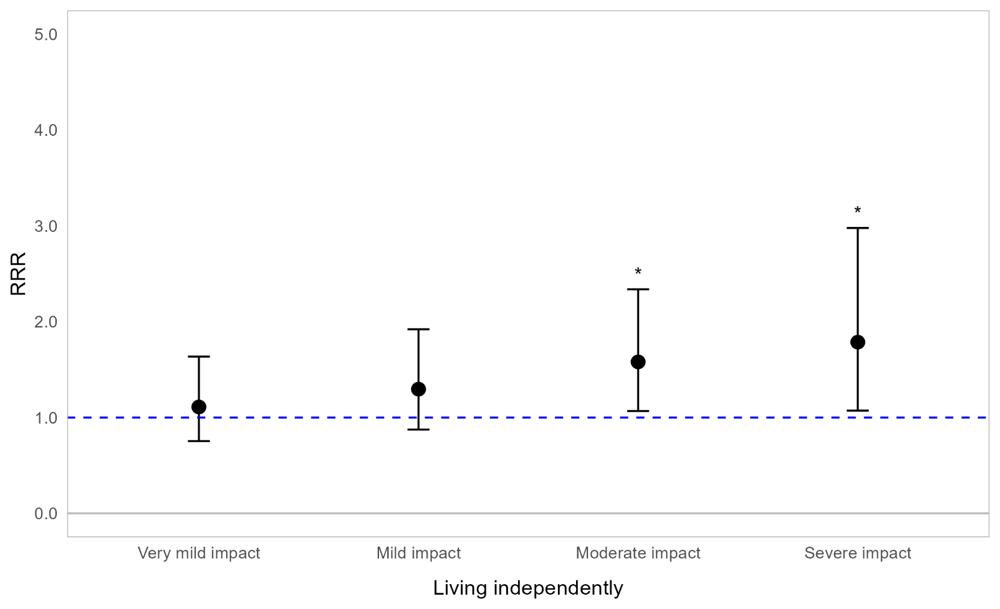 5.0
4.0
3.0
2.0
1.0
0.0
RRR
*
*
Very mild impact
Mild impact
Moderate impact
Severe impact
Living independently